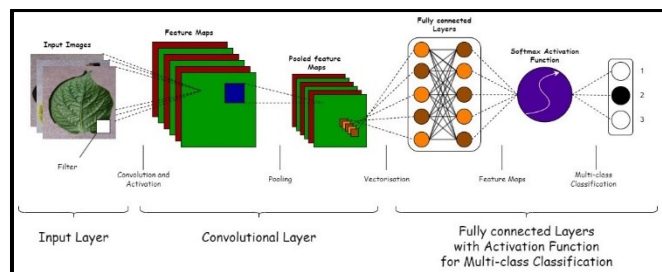 Input Images
Feature Maps
Pooled feature
Maps
Fully connected
Layers
Softmax Activation
Function
1
2
3
Filter
Convolution and
Activation
Pooling
Vectorisation
Feature Maps
Multi-class
Classification
Input Layer
Convolutional Layer
Fully connected Layers
with Activation Function
for Multi-class Classification